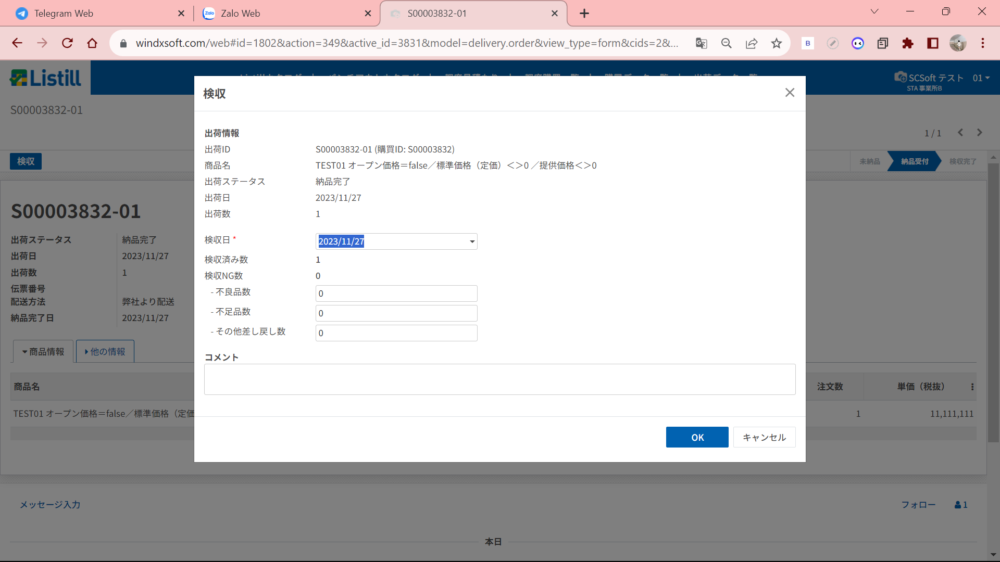 Telegram Web
Zalo Web
S00003832-01
windxsoft.com/web#id=1802&action=349&active_id=3831&model=delivery.order&view_type=form&cids=2&...
Listill
SCSoft テスト 01
STA 事業所B
S00003832-01
1 / 1
検収
未納品 納品受付 検収完了
S00003832-01
出荷ステータス 納品完了
出荷日 2023/11/27
出荷数 1
伝票番号
配送方法 弊社より配送
納品完了日 2023/11/27
商品情報 他の情報
商品名 注文数 単価（税抜）
TEST01 オープン価格＝false／標準価格（定価 1 11,111,111
メッセージ入力 フォロー 1
本日
検収
出荷情報
出荷ID S00003832-01 (購買ID: S00003832)
商品名 TEST01 オープン価格＝false／標準価格（定価）＜＞0 ／提供価格＜＞0
出荷ステータス 納品完了
出荷日 2023/11/27
出荷数 1
検収日 * 2023/11/27
検収済み数 1
検収NG数 0
- 不良品数 0
- 不足品数 0
- その他差し戻し数 0
コメント
OK キャンセル